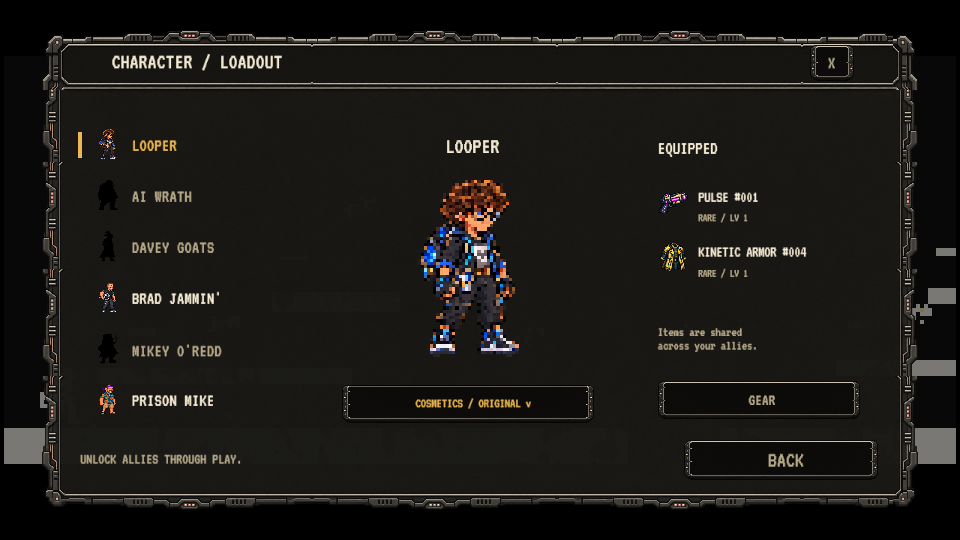 CHARACTER / LOADOUT
X
LOOPER
AI WRATH
DAVEY GOATS
BRAD JAMMIN'
MIKEY O'REDD
PRISON MIKE
UNLOCK ALLIES THROUGH PLAY.
LOOPER
COSMETICS / ORIGINAL v
EQUIPPED
PULSE #001
RARE / LV 1
KINETIC ARMOR #004
RARE / LV 1
Items are shared
across your allies.
GEAR
BACK